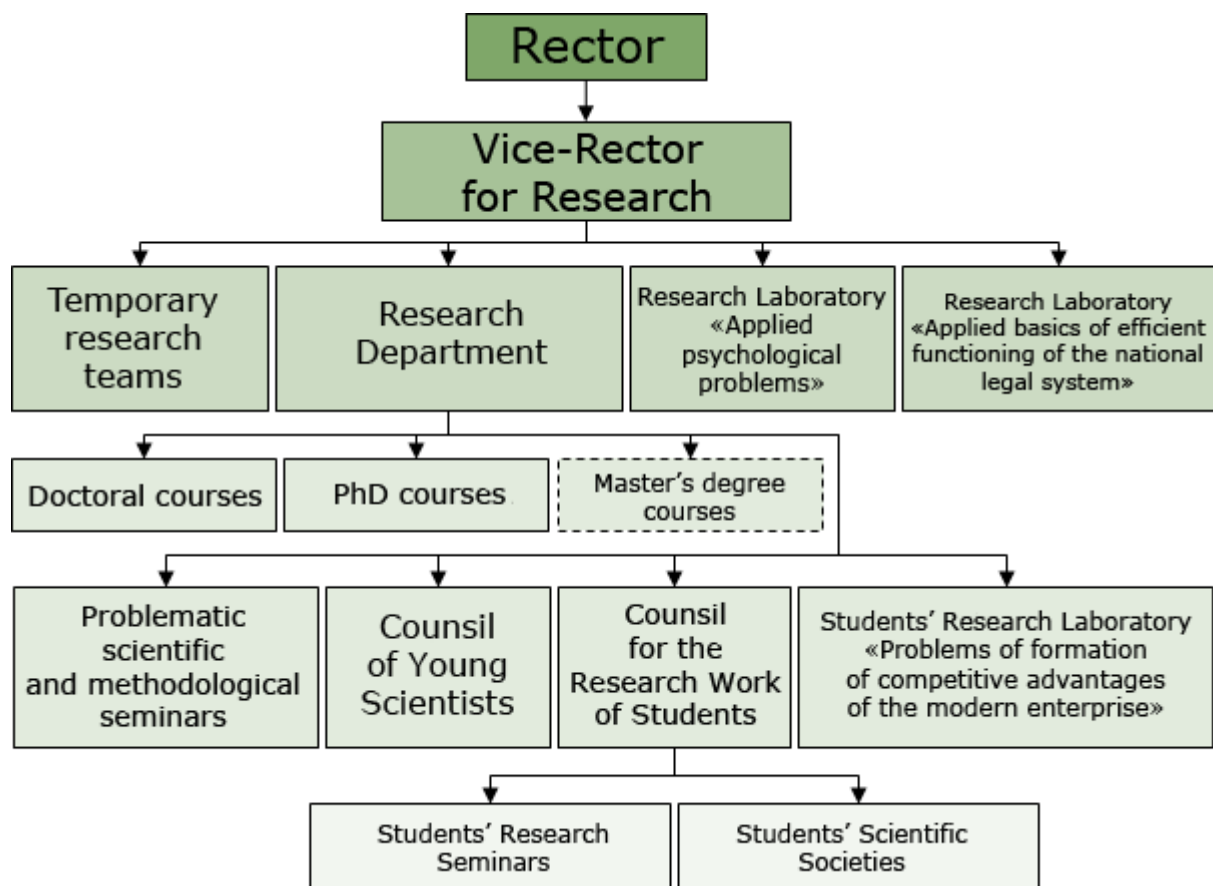 Rector
Vice-Rector
for Research
Temporary
research
teams
Research
Department
Research Laboratory
«Applied
psychological
problems»
Research Laboratory
«Applied basics of efficient
functioning of the national
legal system»
Doctoral courses
PhD courses
Master's degree
courses
Problematic
scientific
and methodological
seminars
Counsil
of Young
Scientists
Counsil
for the
Research Work
of Students
Students' Research Laboratory
«Problems of formation
of competitive advantages
of the modern enterprise»
Students' Research
Seminars
Students' Scientific
Societies